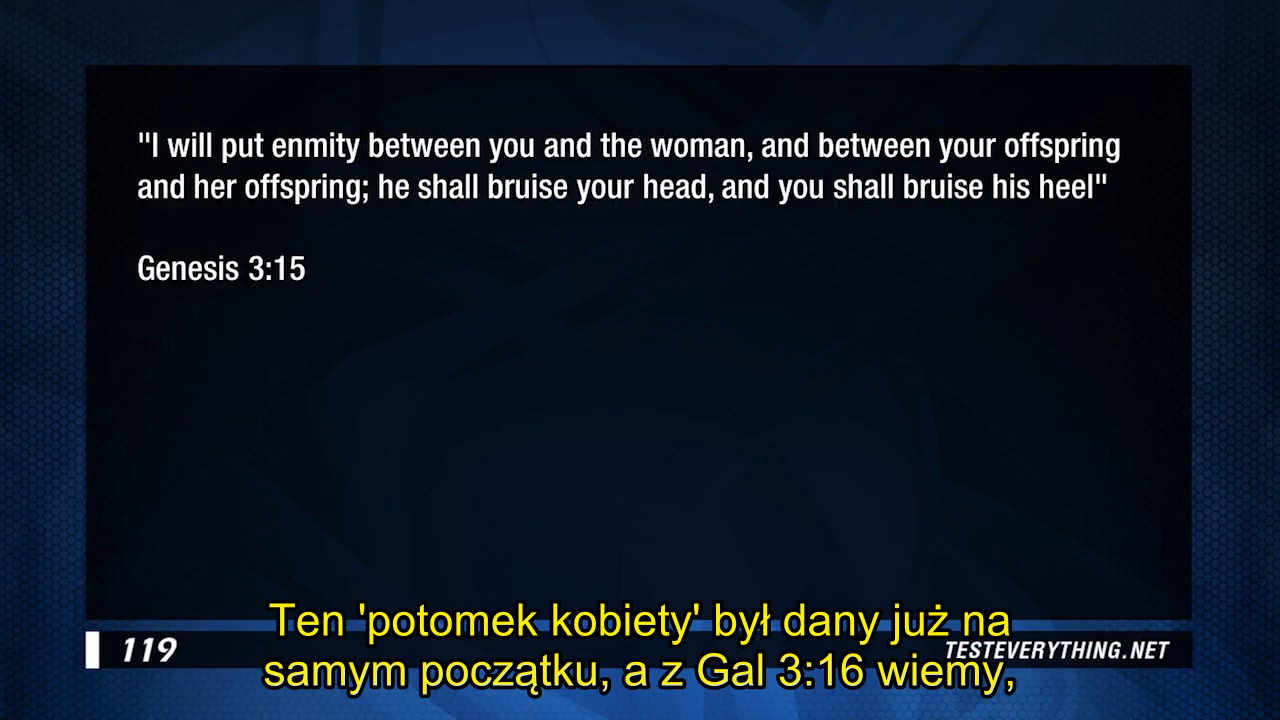 "I will put enmity between you and the woman, and between your offspring
and her offspring; he shall bruise your head, and you shall bruise his heel"
Genesis 3:15
Ten 'potomek kobiety' był dany już na
119
TESTEVERYTHING.NET
samym początku, a z Gal 3:16 wiemy,